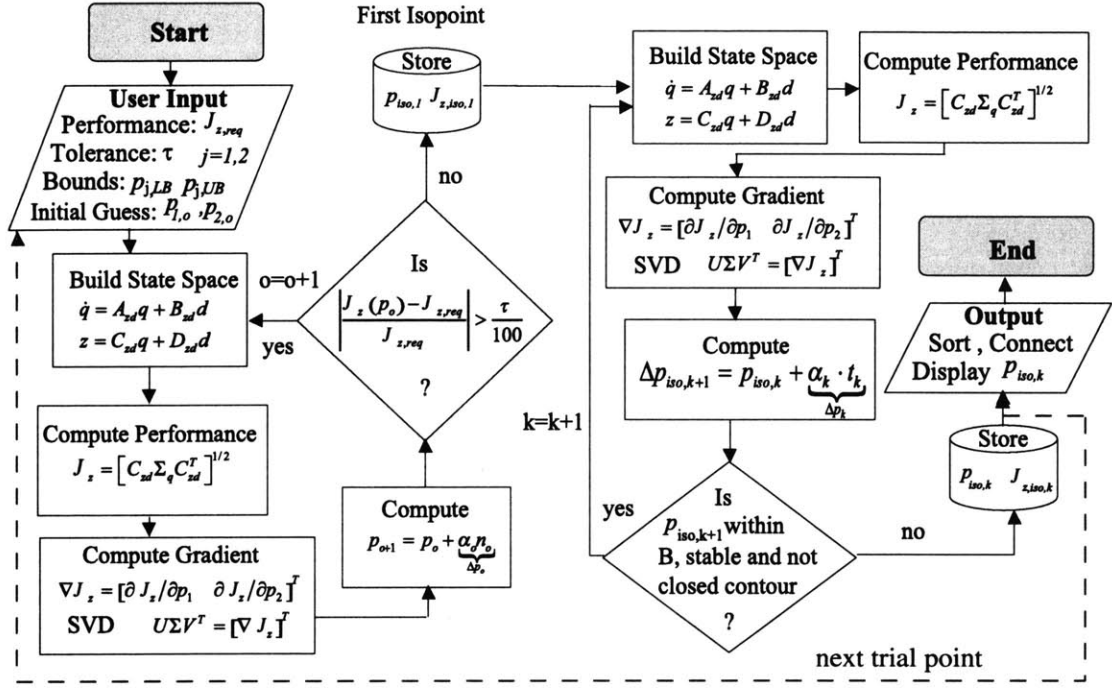 Start
User Input
Performance: J_{z,req}
Tolerance: τ j=1,2
Bounds: p_{j,LB} p_{j,UB}
Initial Guess: p_{1,o} , p_{2,o}
Build State Space
q̇ = A_{zd} q + B_{zd} d
z = C_{zd} q + D_{zd} d
Compute Performance
J_z = [C_{zd} Σ_q C_{zd}^T]^{1/2}
Compute Gradient
∇J_z = [∂J_z/∂p_1 ∂J_z/∂p_2]^T
SVD UΣV^T = [∇J_z]^T
Compute
p_{o+1} = p_o + α_o n_o
Δp_o
Is
|J_z (p_o) − J_{z,req} / J_{z,req}| > τ/100
?
o=o+1
yes
no
First Isopoint
Store
p_{iso,1} J_{z,iso,1}
Build State Space
q̇ = A_{zd} q + B_{zd} d
z = C_{zd} q + D_{zd} d
Compute Performance
J_z = [C_{zd} Σ_q C_{zd}^T]^{1/2}
Compute Gradient
∇J_z = [∂J_z/∂p_1 ∂J_z/∂p_2]^T
SVD UΣV^T = [∇J_z]^T
Compute
Δp_{iso,k+1} = p_{iso,k} + α_k · t_k
Δp_k
Is
p_{iso,k+1} within
B, stable and not
closed contour
?
yes
k=k+1
no
Store
p_{iso,k} J_{z,iso,k}
Output
Sort , Connect
Display p_{iso,k}
End
next trial point